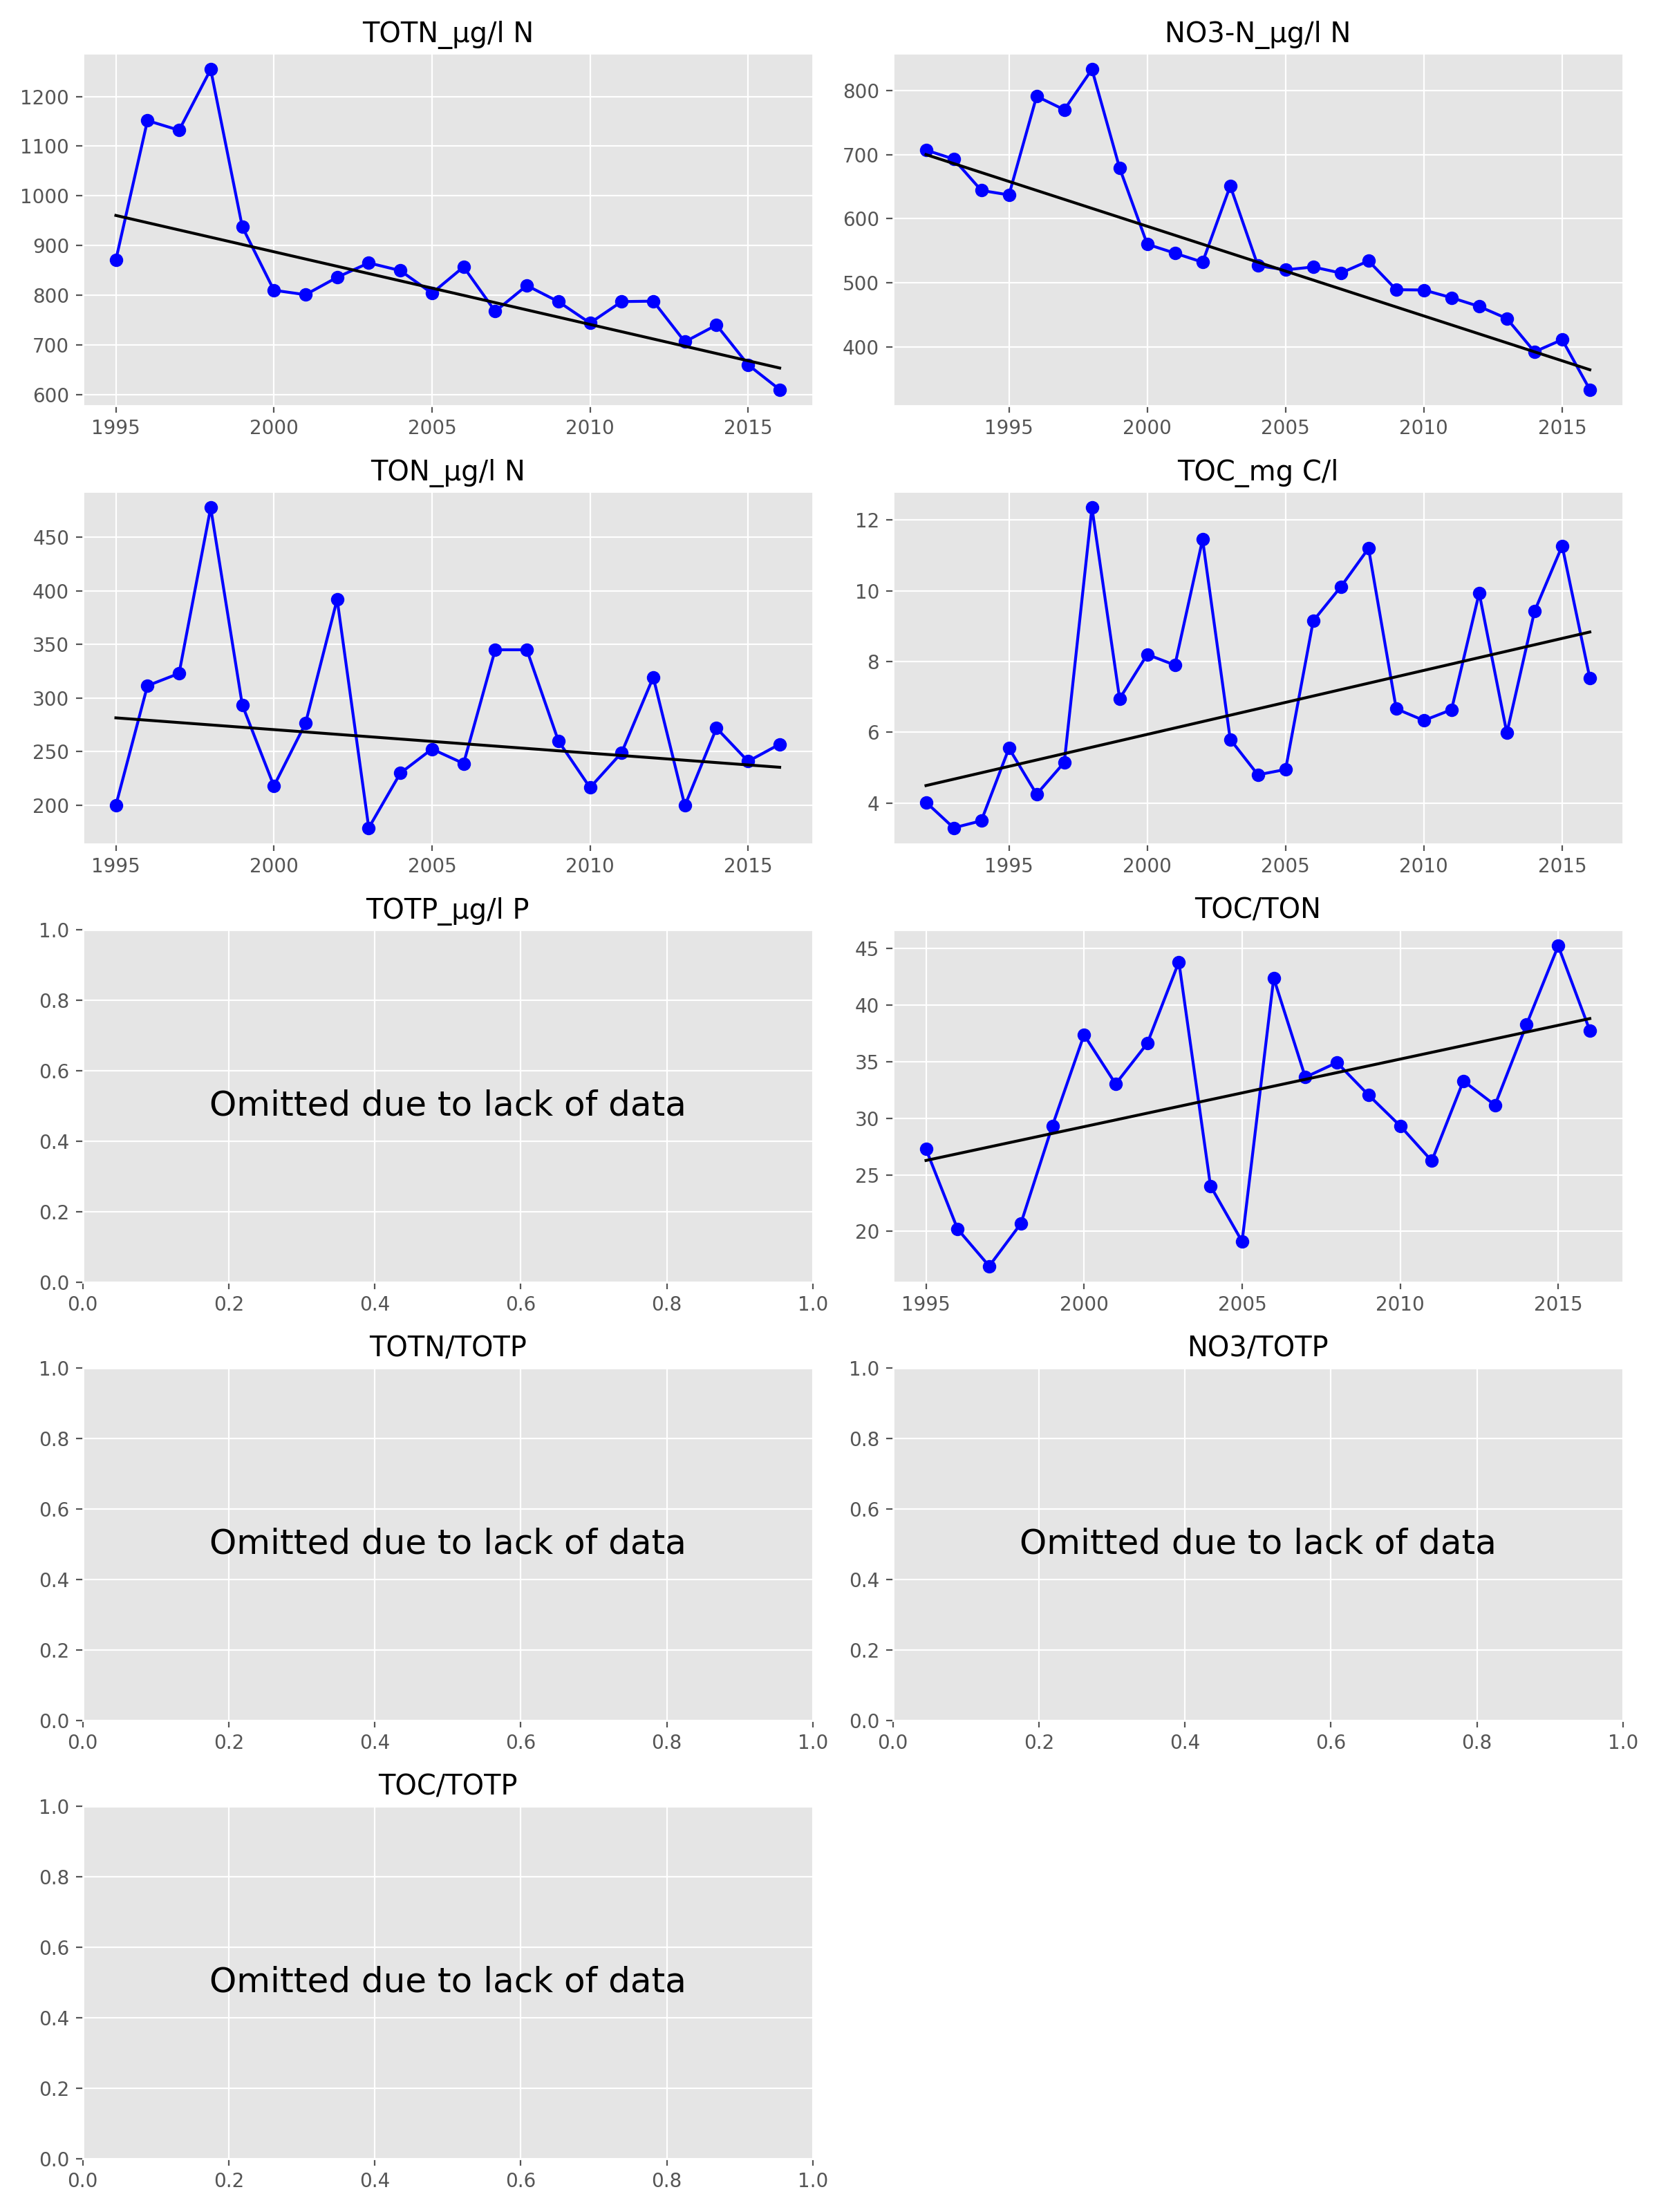 TOTN_µg/l N
1200
1100
1000
900
800
700
600
1995 2000 2005 2010 2015
NO3-N_µg/l N
800
700
600
500
400
1995 2000 2005 2010 2015
TON_µg/l N
450
400
350
300
250
200
1995 2000 2005 2010 2015
TOC_mg C/l
12
10
8
6
4
1995 2000 2005 2010 2015
TOTP_µg/l P
1.0
0.8
0.6
Omitted due to lack of data
0.4
0.2
0.0
0.0 0.2 0.4 0.6 0.8 1.0
TOC/TON
45
40
35
30
25
20
1995 2000 2005 2010 2015
TOTN/TOTP
1.0
0.8
0.6
Omitted due to lack of data
0.4
0.2
0.0
0.0 0.2 0.4 0.6 0.8 1.0
NO3/TOTP
1.0
0.8
0.6
Omitted due to lack of data
0.4
0.2
0.0
0.0 0.2 0.4 0.6 0.8 1.0
TOC/TOTP
1.0
0.8
0.6
Omitted due to lack of data
0.4
0.2
0.0
0.0 0.2 0.4 0.6 0.8 1.0